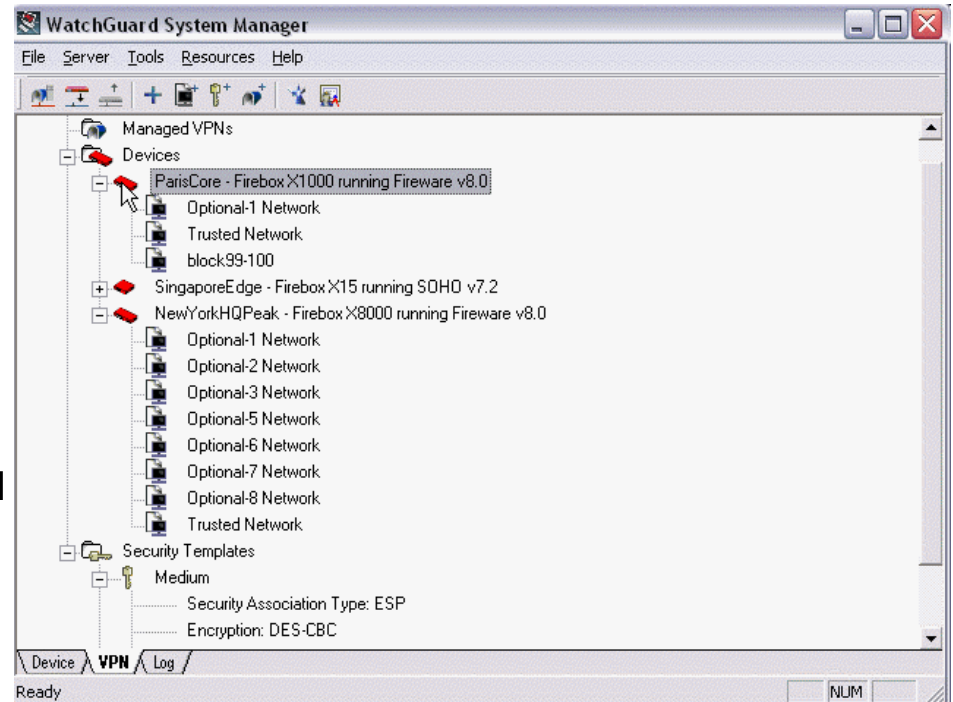 WatchGuard System Manager
File Server Tools Resources Help
Managed VPNs
Devices
ParisCore - Firebox X1000 running Fireware v8.0
Optional-1 Network
Trusted Network
block99-100
SingaporeEdge - Firebox X15 running SOHO v7.2
NewYorkHQPeak - Firebox X8000 running Fireware v8.0
Optional-1 Network
Optional-2 Network
Optional-3 Network
Optional-5 Network
Optional-6 Network
Optional-7 Network
Optional-8 Network
Trusted Network
Security Templates
Medium
Security Association Type: ESP
Encryption: DES-CBC
Device VPN Log
Ready NUM